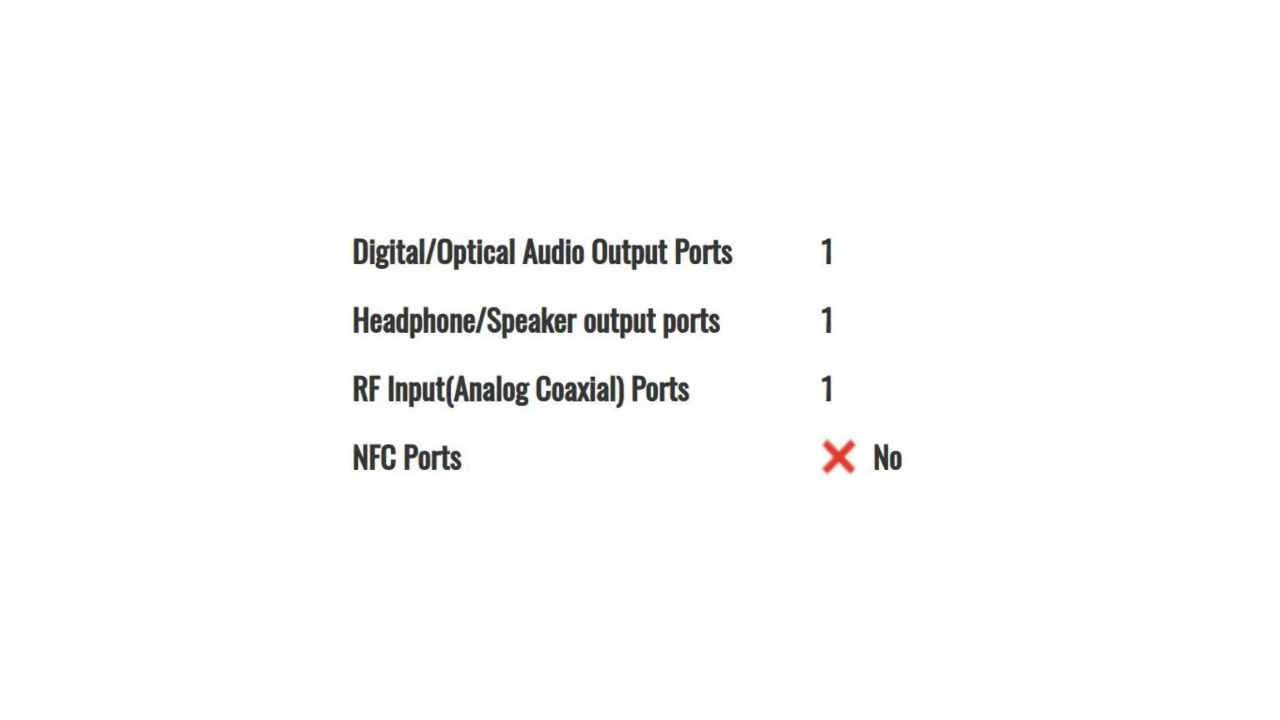 Digital/Optical Audio Output Ports 1
Headphone/Speaker output ports 1
RF Input(Analog Coaxial) Ports 1
NFC Ports ❌ No